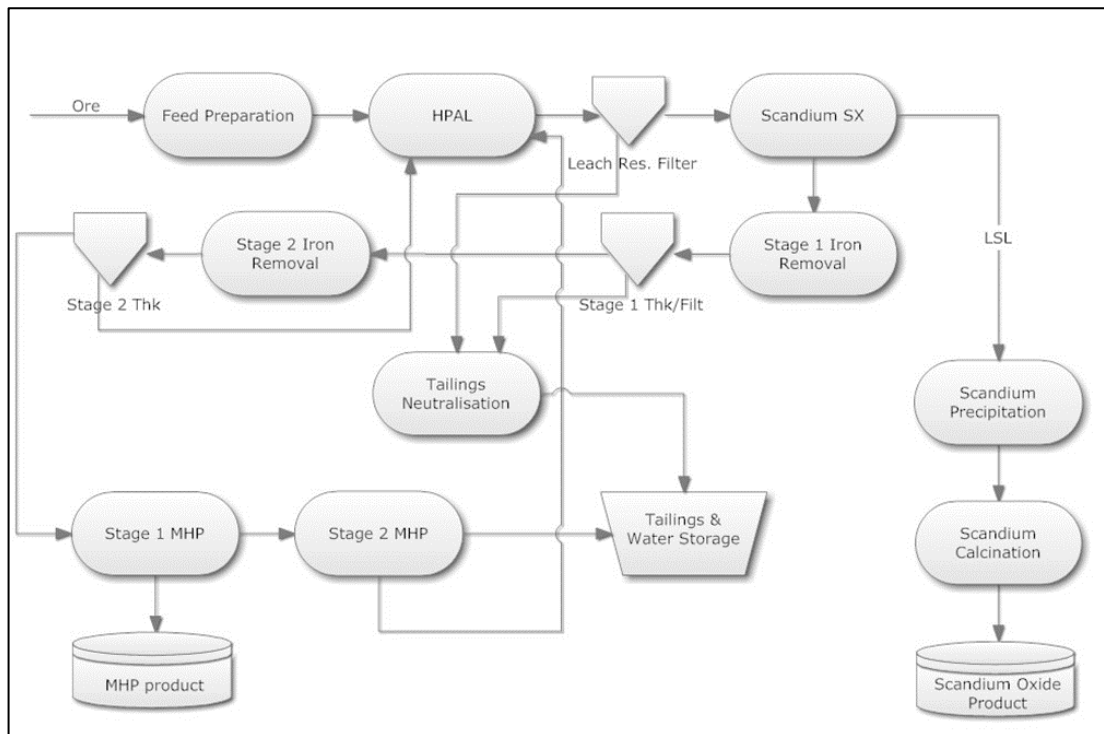 Ore
Feed Preparation
HPAL
Leach Res. Filter
Scandium SX
LSL
Stage 2 Thk
Stage 2 Iron
Removal
Stage 1 Thk/Filt
Stage 1 Iron
Removal
Tailings
Neutralisation
Scandium
Precipitation
Stage 1 MHP
Stage 2 MHP
Tailings &
Water Storage
Scandium
Calcination
MHP product
Scandium Oxide
Product